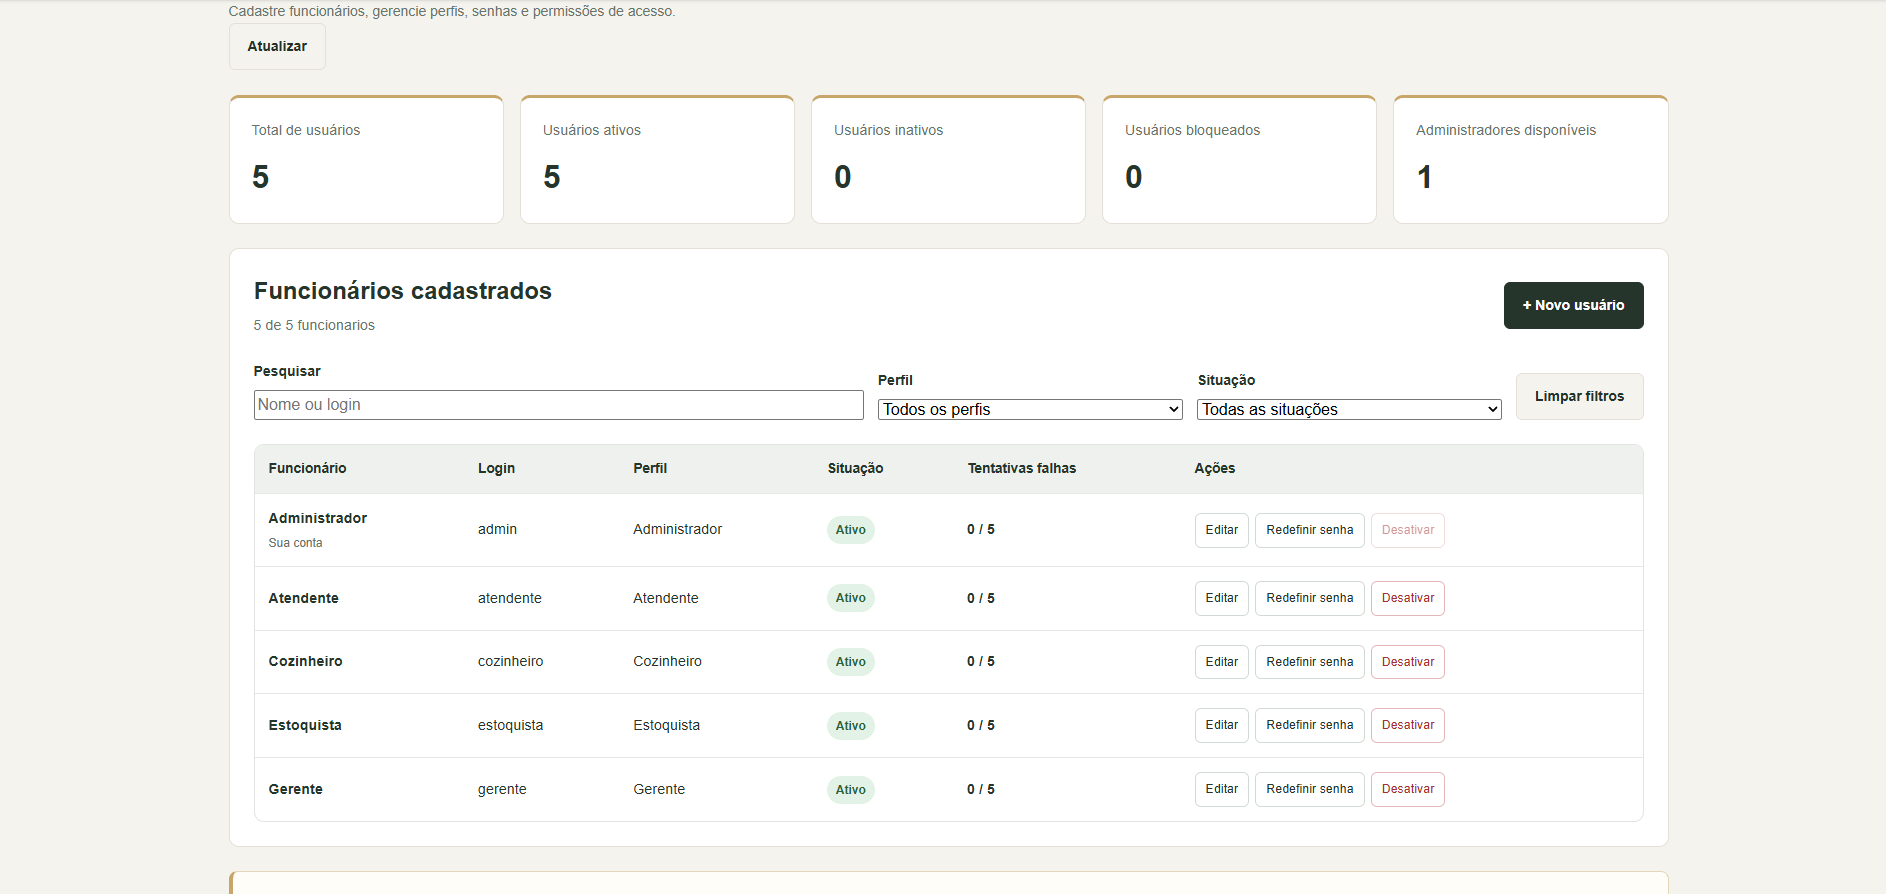 Cadastre funcionários, gerencie perfis, senhas e permissões de acesso.
Atualizar
Total de usuários
5
Usuários ativos
5
Usuários inativos
0
Usuários bloqueados
0
Administradores disponíveis
1
Funcionários cadastrados
5 de 5 funcionarios
+ Novo usuário
Pesquisar
Nome ou login
Perfil
Todos os perfis
Situação
Todas as situações
Limpar filtros
Funcionário Login Perfil Situação Tentativas falhas Ações
Administrador
Sua conta
admin Administrador Ativo 0 / 5 Editar Redefinir senha Desativar
Atendente atendente Atendente Ativo 0 / 5 Editar Redefinir senha Desativar
Cozinheiro cozinheiro Cozinheiro Ativo 0 / 5 Editar Redefinir senha Desativar
Estoquista estoquista Estoquista Ativo 0 / 5 Editar Redefinir senha Desativar
Gerente gerente Gerente Ativo 0 / 5 Editar Redefinir senha Desativar